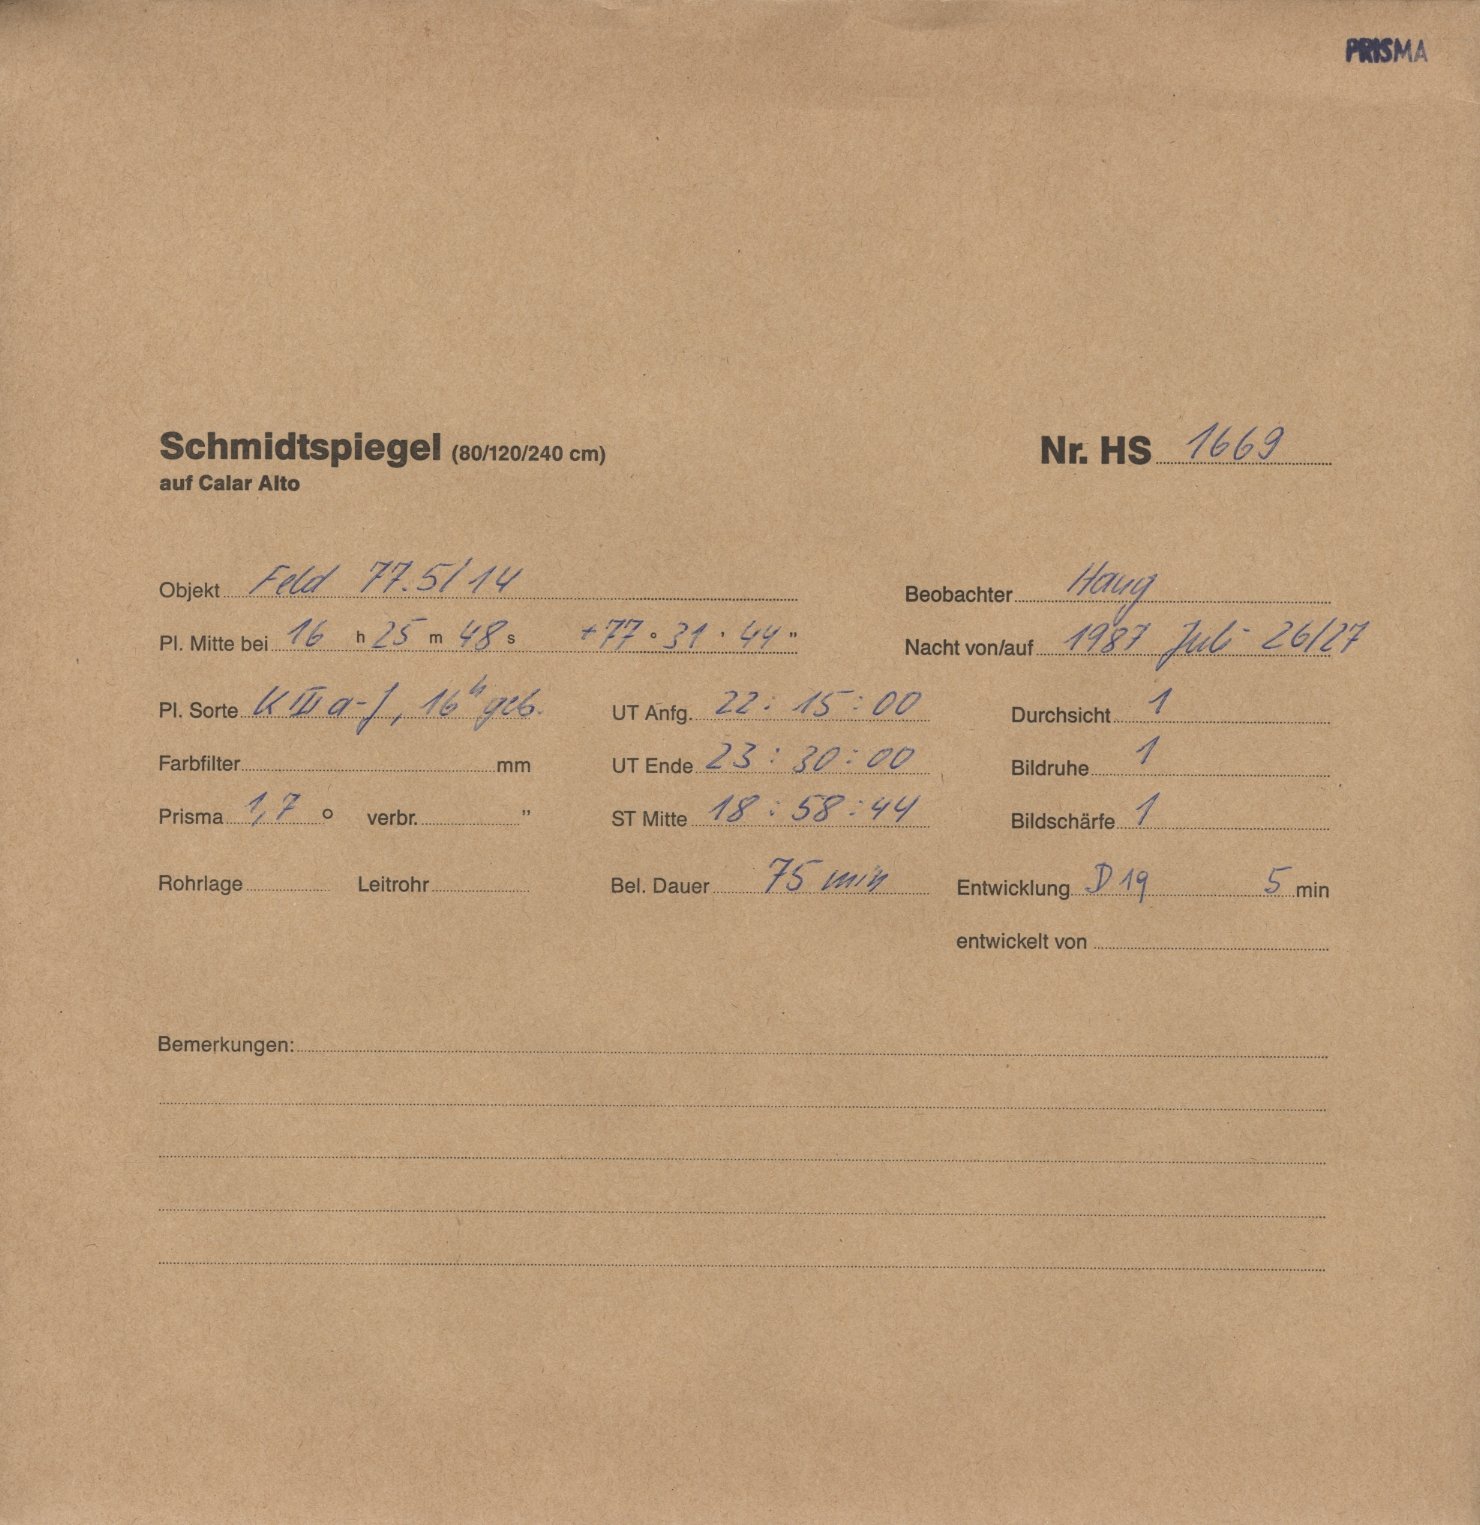 PRISMA
Schmidtspiegel (80/120/240 cm) Nr. HS 1669
auf Calar Alto
Objekt Feld 77.5/14 Beobachter Haug
Pl. Mitte bei 16 h 25 m 48 s +77 ° 31 ' 44 " Nacht von/auf 1987 Juli 26/27
Pl. Sorte K III a-J, 16h geb. UT Anfg. 22 : 15 : 00 Durchsicht 1
Farbfilter mm UT Ende 23 : 30 : 00 Bildruhe 1
Prisma 1,7 ° verbr. " ST Mitte 18 : 58 : 44 Bildschärfe 1
Rohrlage Leitrohr Bel. Dauer 75 min Entwicklung D 19 5 min
entwickelt von
Bemerkungen: